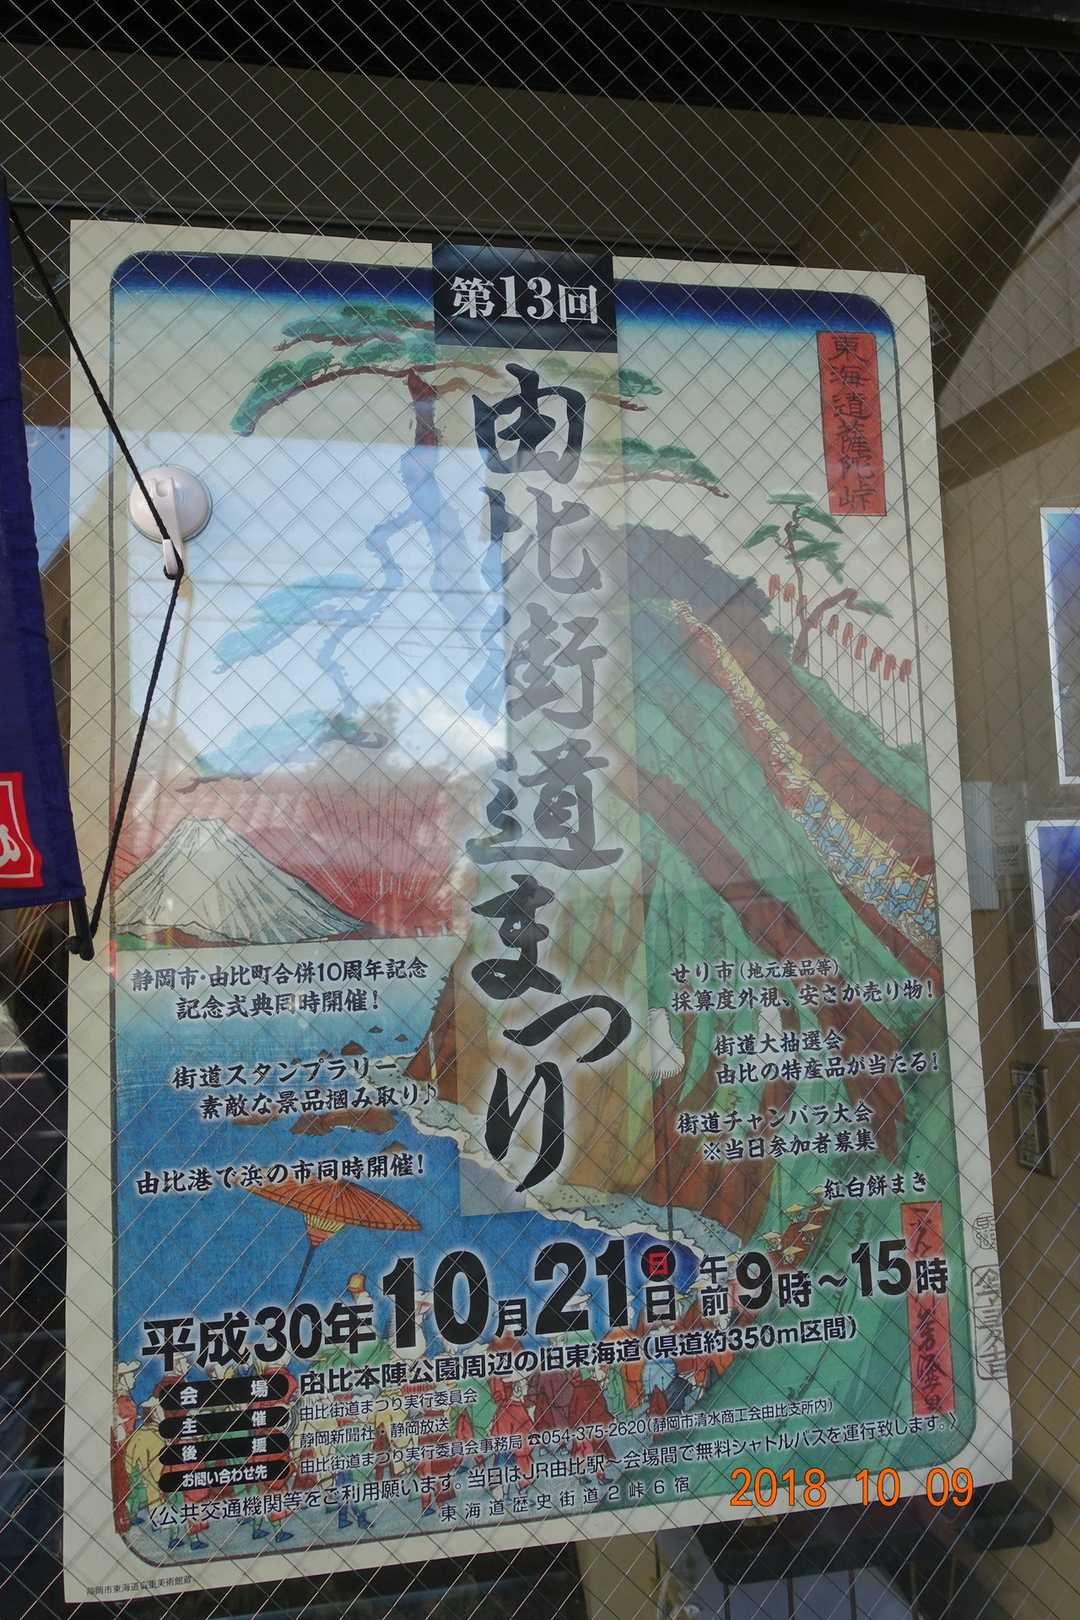 第13回
由比街道まつり
東海道薩陀峠
静岡市・由比町合併10周年記念
記念式典同時開催!
街道スタンプラリー
素敵な景品摑み取り♪
由比港で浜の市同時開催!
せり市(地元産品等)
採算度外視、安さが売り物!
街道大抽選会
由比の特産品が当たる!
街道チャンバラ大会
※当日参加者募集
紅白餅まき
平成30年10月21日 日 午前9時~15時
会場 由比本陣公園周辺の旧東海道(県道約350m区間)
主催 由比街道まつり実行委員会
後援 静岡新聞社・静岡放送
お問い合わせ先 由比街道まつり実行委員会事務局 ☎054-375-2620(静岡市清水商工会由比支所内)
〈公共交通機関等をご利用願います。当日はJR由比駅~会場間で無料シャトルバスを運行致します。〉
東海道歴史街道2峠6宿
静岡市東海道広重美術館蔵
2018 10 09